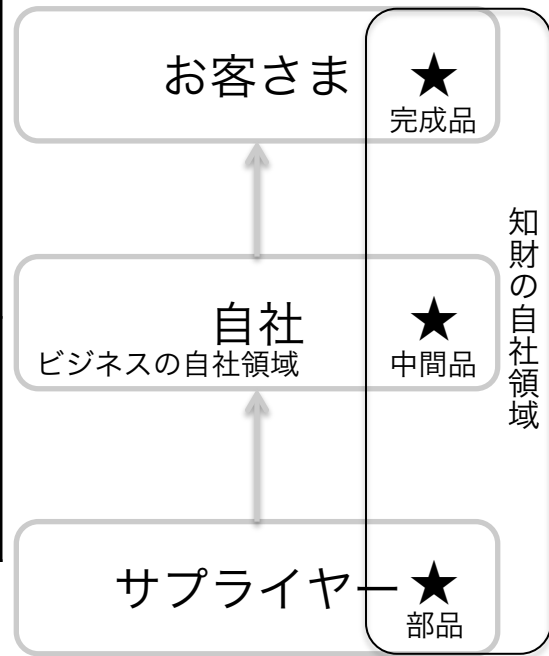 お客さま
★
完成品
自社
ビジネスの自社領域
★
中間品
サプライヤー
★
部品
知財の自社領域